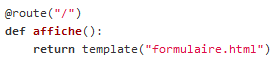 @route("/")
def affiche():
    return template("formulaire.html")